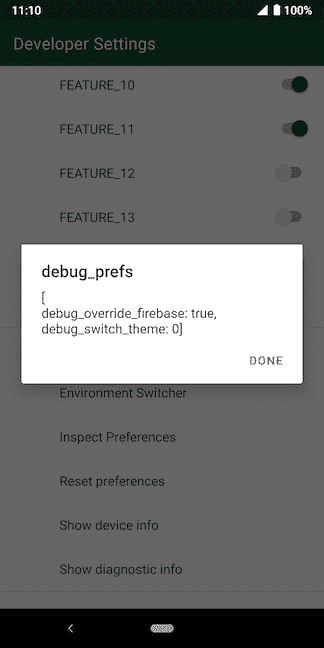 11:10
100%
Developer Settings
FEATURE_10
FEATURE_11
FEATURE_12
FEATURE_13
debug_prefs
[
debug_override_firebase: true,
debug_switch_theme: 0]
DONE
Environment Switcher
Inspect Preferences
Reset preferences
Show device info
Show diagnostic info